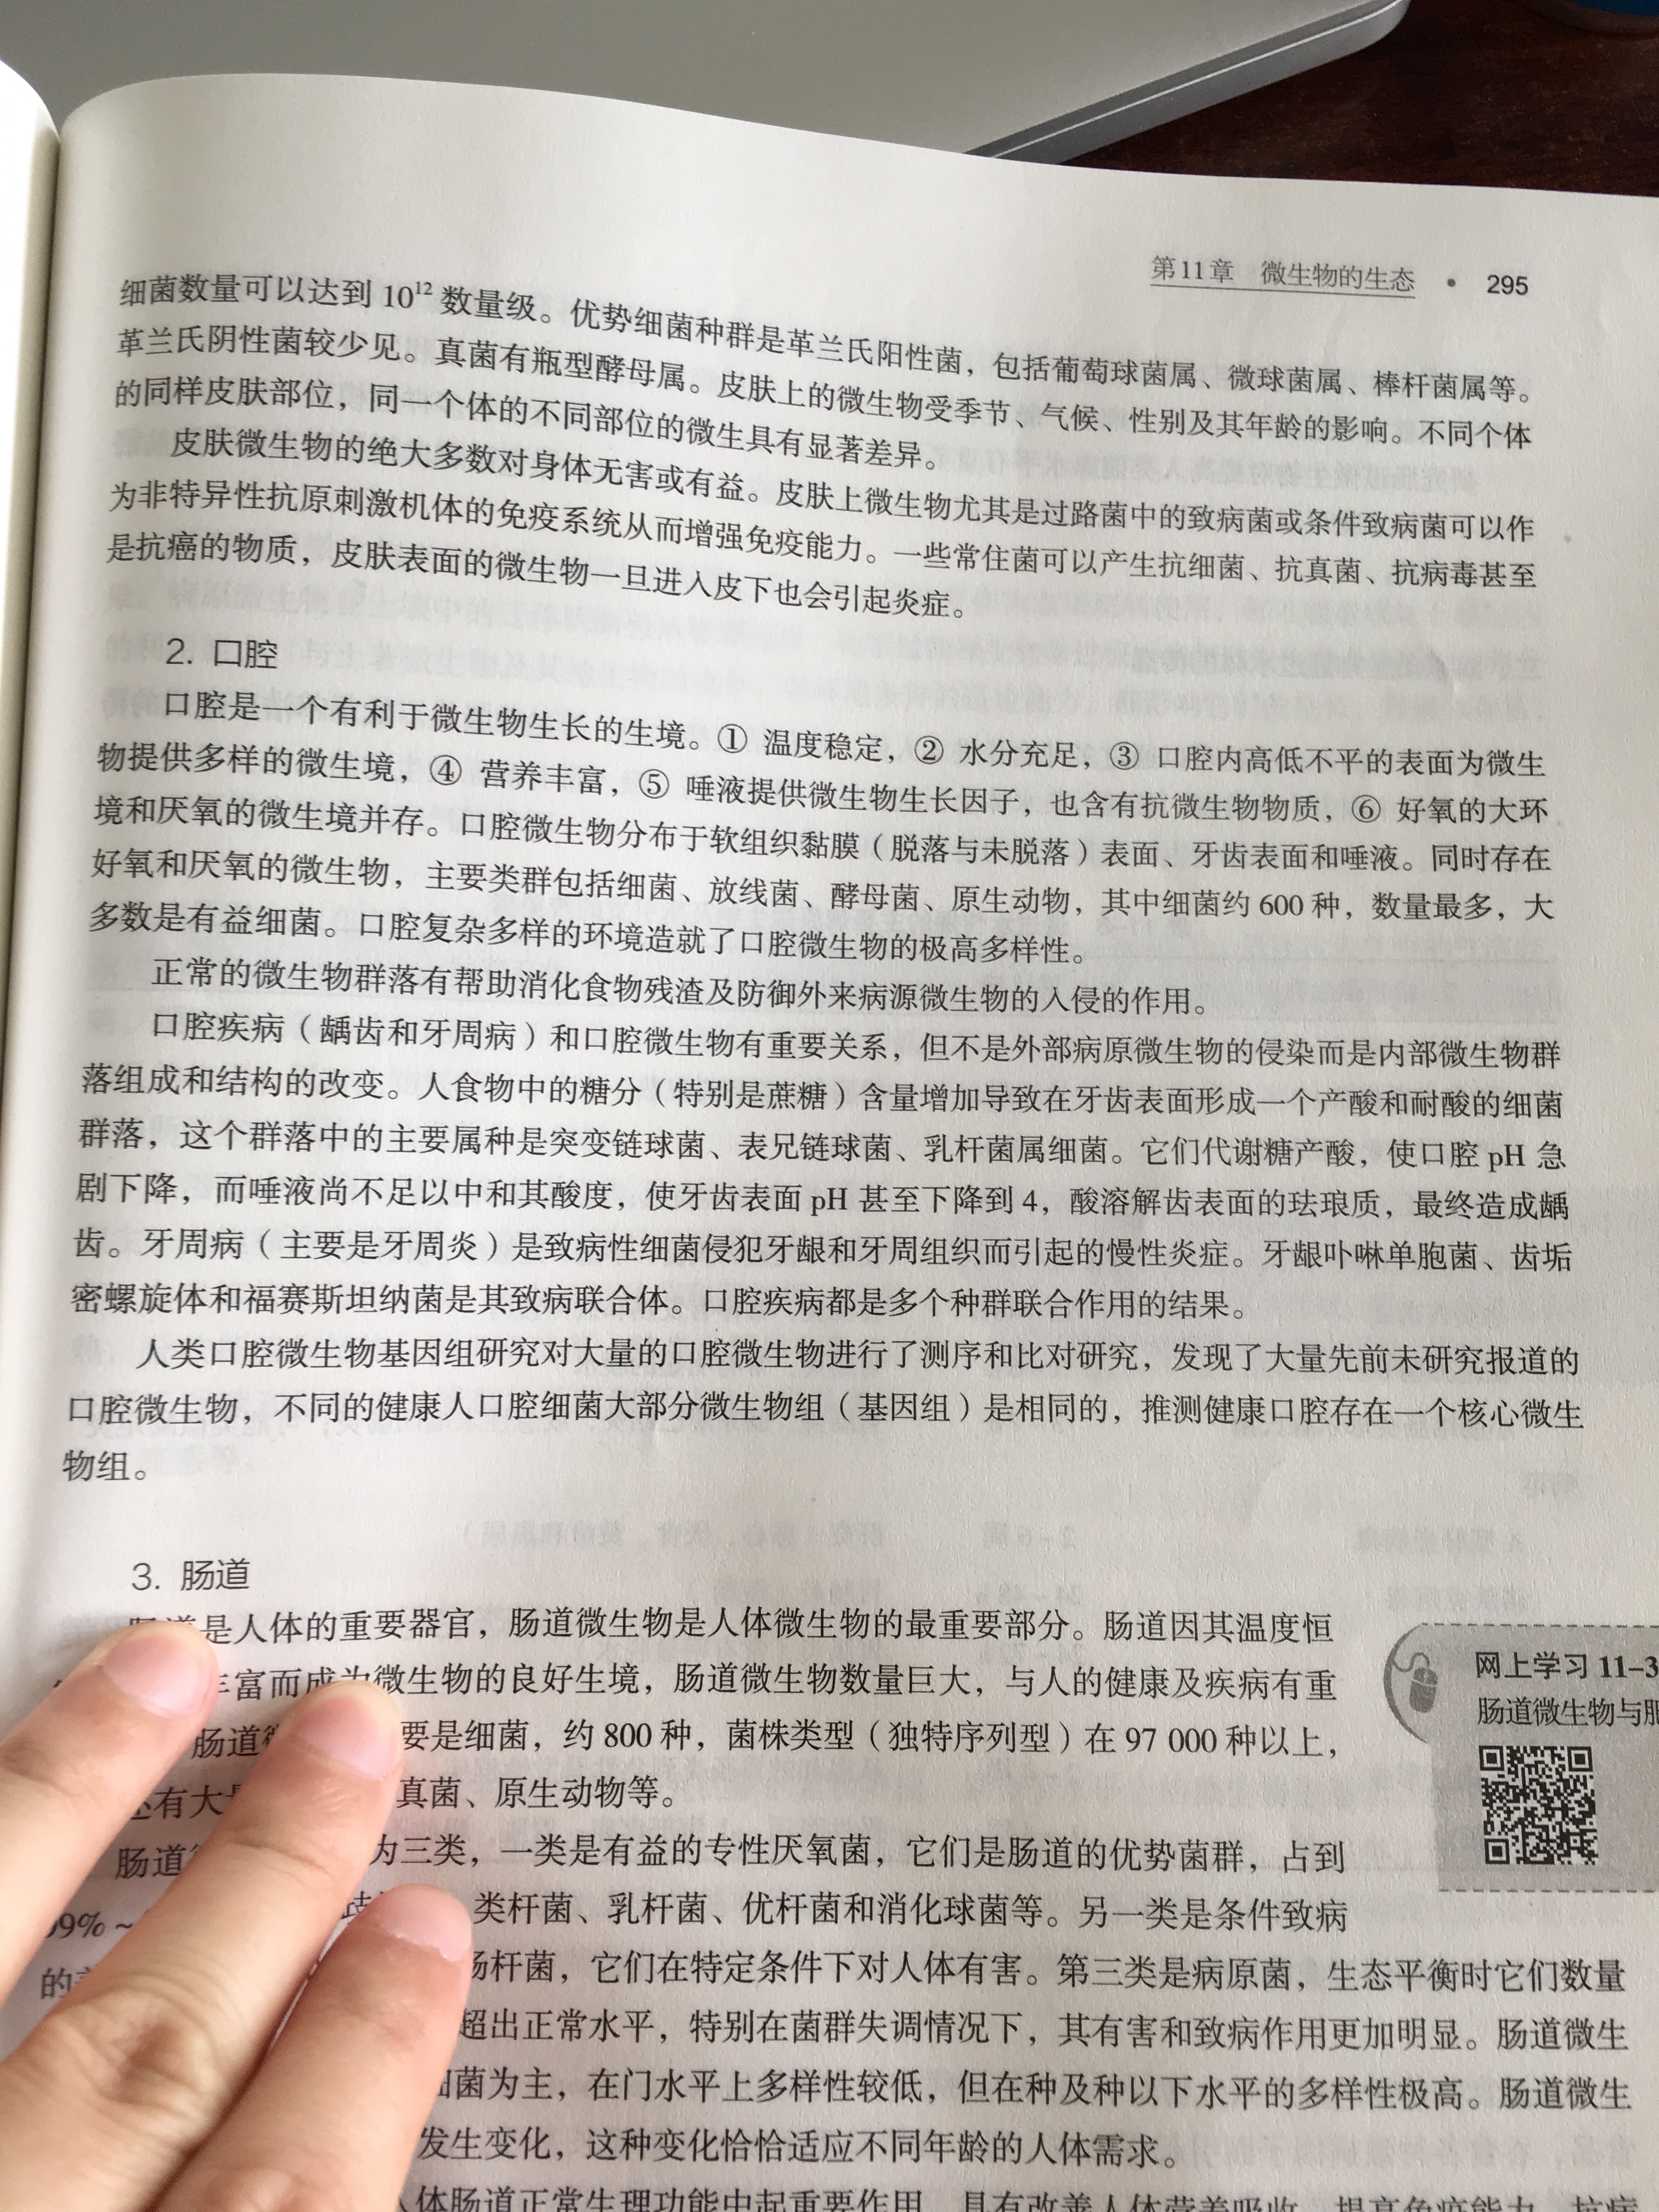 第11章 微生物的生态 • 295
细菌数量可以达到 10¹² 数量级。优势细菌种群是革兰氏阳性菌，包括葡萄球菌属、微球菌属、棒杆菌属等。
革兰氏阴性菌较少见。真菌有瓶型酵母属。皮肤上的微生物受季节、气候、性别及其年龄的影响。不同个体
的同样皮肤部位，同一个体的不同部位的微生具有显著差异。
皮肤微生物的绝大多数对身体无害或有益。皮肤上微生物尤其是过路菌中的致病菌或条件致病菌可以作
为非特异性抗原刺激机体的免疫系统从而增强免疫能力。一些常住菌可以产生抗细菌、抗真菌、抗病毒甚至
是抗癌的物质，皮肤表面的微生物一旦进入皮下也会引起炎症。
2. 口腔
口腔是一个有利于微生物生长的生境。① 温度稳定，② 水分充足，③ 口腔内高低不平的表面为微生
物提供多样的微生境，④ 营养丰富，⑤ 唾液提供微生物生长因子，也含有抗微生物物质，⑥ 好氧的大环
境和厌氧的微生境并存。口腔微生物分布于软组织黏膜（脱落与未脱落）表面、牙齿表面和唾液。同时存在
好氧和厌氧的微生物，主要类群包括细菌、放线菌、酵母菌、原生动物，其中细菌约 600 种，数量最多，大
多数是有益细菌。口腔复杂多样的环境造就了口腔微生物的极高多样性。
正常的微生物群落有帮助消化食物残渣及防御外来病源微生物的入侵的作用。
口腔疾病（龋齿和牙周病）和口腔微生物有重要关系，但不是外部病原微生物的侵染而是内部微生物群
落组成和结构的改变。人食物中的糖分（特别是蔗糖）含量增加导致在牙齿表面形成一个产酸和耐酸的细菌
群落，这个群落中的主要属种是突变链球菌、表兄链球菌、乳杆菌属细菌。它们代谢糖产酸，使口腔 pH 急
剧下降，而唾液尚不足以中和其酸度，使牙齿表面 pH 甚至下降到 4，酸溶解齿表面的珐琅质，最终造成龋
齿。牙周病（主要是牙周炎）是致病性细菌侵犯牙龈和牙周组织而引起的慢性炎症。牙龈卟啉单胞菌、齿垢
密螺旋体和福赛斯坦纳菌是其致病联合体。口腔疾病都是多个种群联合作用的结果。
人类口腔微生物基因组研究对大量的口腔微生物进行了测序和比对研究，发现了大量先前未研究报道的
口腔微生物，不同的健康人口腔细菌大部分微生物组（基因组）是相同的，推测健康口腔存在一个核心微生
物组。
3. 肠道
是人体的重要器官，肠道微生物是人体微生物的最重要部分。肠道因其温度恒
丰富而成为微生物的良好生境，肠道微生物数量巨大，与人的健康及疾病有重
肠道 要是细菌，约 800 种，菌株类型（独特序列型）在 97 000 种以上，
还有大 真菌、原生动物等。
肠道 为三类，一类是有益的专性厌氧菌，它们是肠道的优势菌群，占到
99% ~ 类杆菌、乳杆菌、优杆菌和消化球菌等。另一类是条件致病
的 肠杆菌，它们在特定条件下对人体有害。第三类是病原菌，生态平衡时它们数量
超出正常水平，特别在菌群失调情况下，其有害和致病作用更加明显。肠道微生
细菌为主，在门水平上多样性较低，但在种及种以下水平的多样性极高。肠道微生
发生变化，这种变化恰恰适应不同年龄的人体需求。
人体肠道正常生理功能中起重要作用，具有改善人体营养吸收、提高免疫能力、抗病
网上学习 11-3
肠道微生物与肥